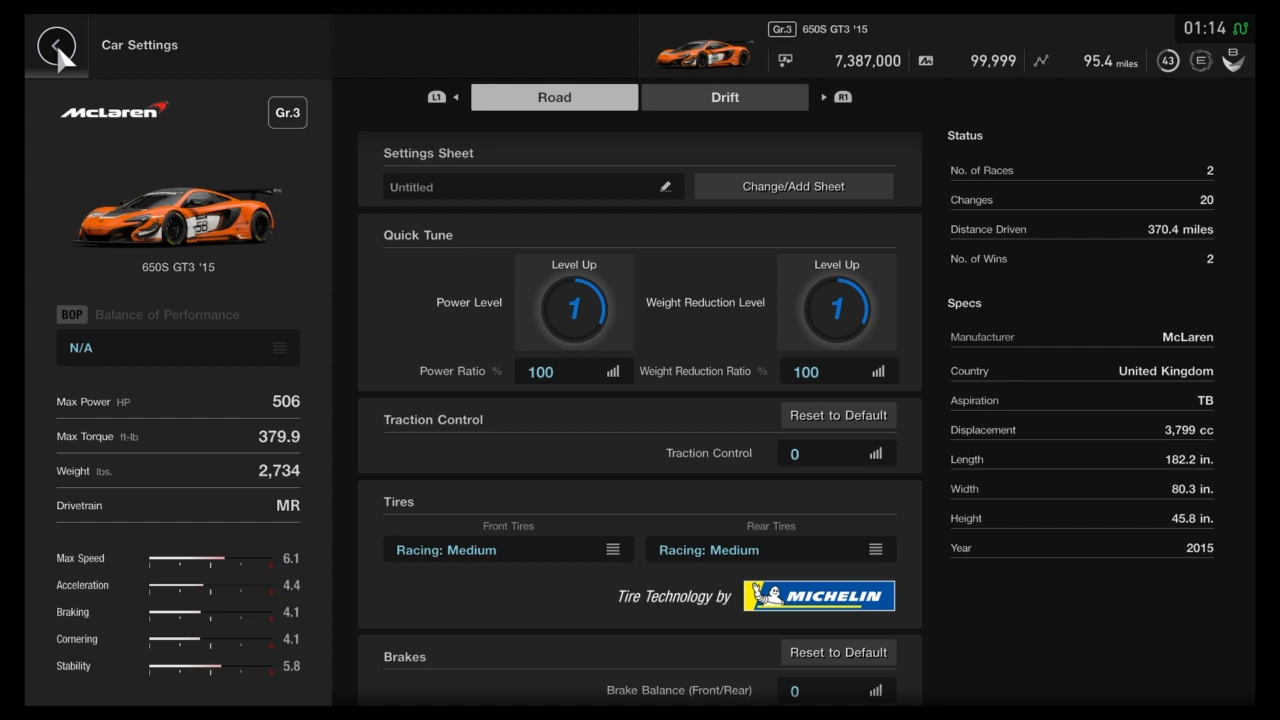 Car Settings
Gr.3 650S GT3 '15
01:14
7,387,000 99,999 95.4 miles 43 E B
L1 Road Drift R1
McLaren
Gr.3
58
650S GT3 '15
BOP Balance of Performance
N/A
Max Power HP 506
Max Torque ft-lb 379.9
Weight lbs. 2,734
Drivetrain MR
Max Speed 6.1
Acceleration 4.4
Braking 4.1
Cornering 4.1
Stability 5.8
Settings Sheet
Untitled Change/Add Sheet
Quick Tune
Level Up Level Up
Power Level 1 Weight Reduction Level 1
Power Ratio % 100 Weight Reduction Ratio % 100
Traction Control Reset to Default
Traction Control 0
Tires
Front Tires Rear Tires
Racing: Medium Racing: Medium
Tire Technology by MICHELIN
Brakes Reset to Default
Brake Balance (Front/Rear) 0
Status
No. of Races 2
Changes 20
Distance Driven 370.4 miles
No. of Wins 2
Specs
Manufacturer McLaren
Country United Kingdom
Aspiration TB
Displacement 3,799 cc
Length 182.2 in.
Width 80.3 in.
Height 45.8 in.
Year 2015